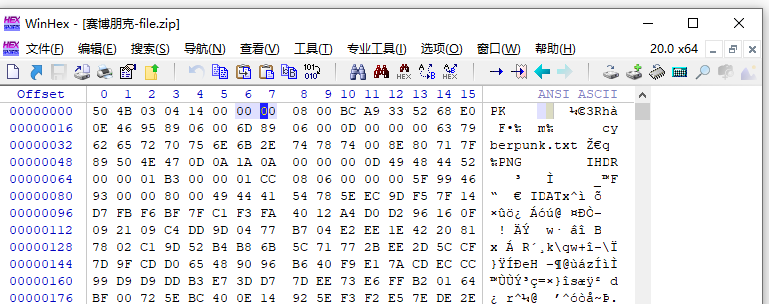 WinHex - [赛博朋克-file.zip]
文件(F) 编辑(E) 搜索(S) 导航(N) 查看(V) 工具(T) 专业工具(I) 选项(O) 窗口(W) 帮助(H) 20.0 x64
Offset 0 1 2 3 4 5 6 7 8 9 10 11 12 13 14 15 ANSI ASCII
00000000 50 4B 03 04 14 00 00 00 08 00 BC A9 33 52 68 E0 PK ¼©3Rhà
00000016 0E 46 95 89 06 00 6D 89 06 00 0D 00 00 00 63 79 F•‰ m‰ cy
00000032 62 65 72 70 75 6E 6B 2E 74 78 74 00 8E 80 71 7F berpunk.txt Ž€q
00000048 89 50 4E 47 0D 0A 1A 0A 00 00 00 0D 49 48 44 52 ‰PNG IHDR
00000064 00 00 01 B3 00 00 01 CC 08 06 00 00 00 5F 99 46 ³ Ì _™F
00000080 93 00 00 80 00 49 44 41 54 78 5E EC 9D F5 7F 14 “ € IDATx^ì õ
00000096 D7 FB F6 BF 7F C1 F3 FA 40 12 A4 D0 D2 96 16 0F ×ûö¿ Áóú@ ¤ÐÒ–
00000112 09 21 09 C4 DD 9D 04 77 B7 04 E2 EE 1E 42 20 81 ! ÄÝ w· âî B
00000128 78 02 C1 9D 52 B4 B8 6B 5C 71 77 2B EE 2D 5C CF x Á R´¸k\qw+î-\Ï
00000144 7D 9F CD D0 65 48 90 96 B6 40 F9 E1 7A CD EC CC }ŸÍÐeH –¶@ùázÍìÌ
00000160 99 D9 D9 DD B3 E7 3D D7 7D EE 73 E6 FF B2 01 64 ™ÙÙÝ³ç=×}îsæÿ² d
00000176 BF 00 72 5E BC 40 0E 14 92 5E F3 F2 E5 7E DE 2E ¿ r^¼@ ’^óòå~Þ.